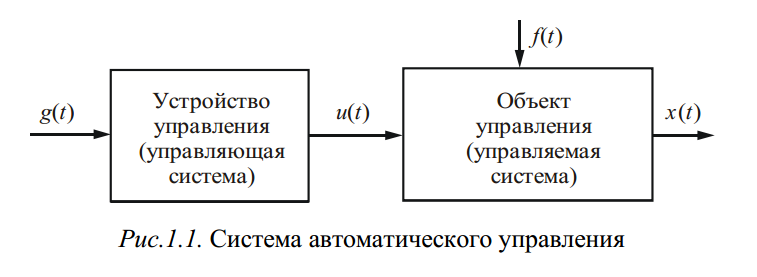 f(t)
g(t)
Устройство
управления
(управляющая
система)
u(t)
Объект
управления
(управляемая
система)
x(t)
Рис.1.1. Система автоматического управления